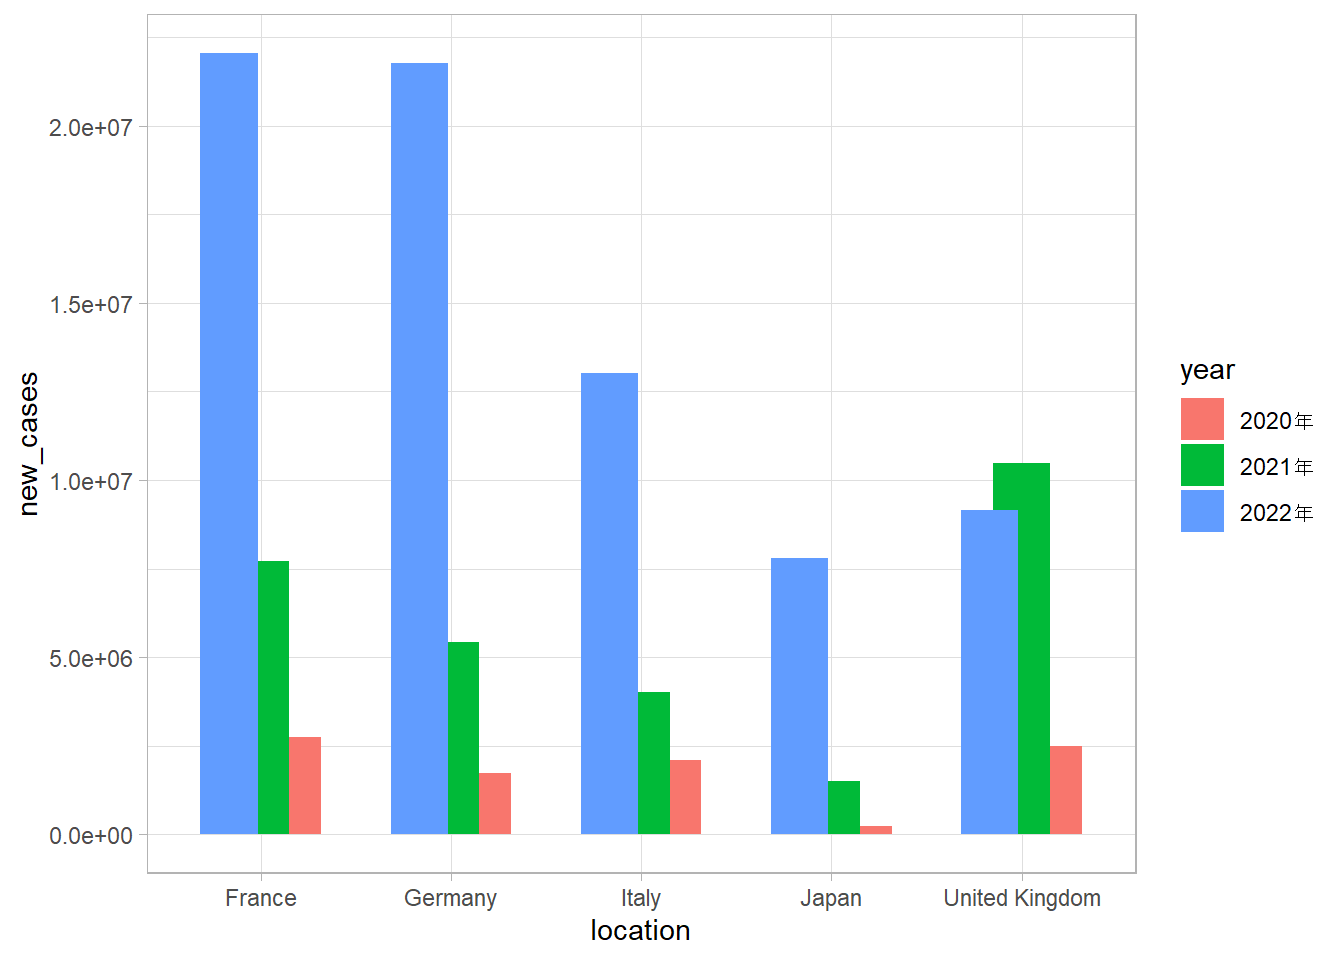 new_cases
2.0e+07
1.5e+07
1.0e+07
5.0e+06
0.0e+00
France
Germany
Italy
Japan
United Kingdom
location
year
2020年
2021年
2022年